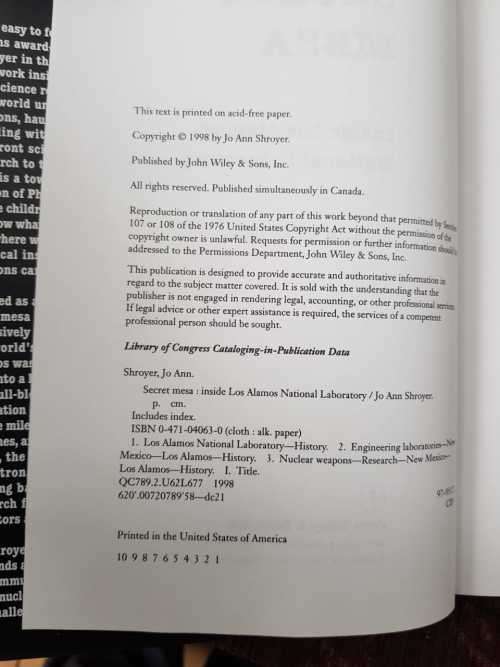 This text is printed on acid-free paper.
Copyright © 1998 by Jo Ann Shroyer.
Published by John Wiley & Sons, Inc.
All rights reserved. Published simultaneously in Canada.
Reproduction or translation of any part of this work beyond that permitted by Section
107 or 108 of the 1976 United States Copyright Act without the permission of the
copyright owner is unlawful. Requests for permission or further information should be
addressed to the Permissions Department, John Wiley & Sons, Inc.
This publication is designed to provide accurate and authoritative information in
regard to the subject matter covered. It is sold with the understanding that the
publisher is not engaged in rendering legal, accounting, or other professional services.
If legal advice or other expert assistance is required, the services of a competent
professional person should be sought.
Library of Congress Cataloging-in-Publication Data
Shroyer, Jo Ann.
Secret mesa : inside Los Alamos National Laboratory / Jo Ann Shroyer.
p. cm.
Includes index.
ISBN 0-471-04063-0 (cloth : alk. paper)
1. Los Alamos National Laboratory—History. 2. Engineering laboratories—New
Mexico—Los Alamos—History. 3. Nuclear weapons—Research—New Mexico—
Los Alamos—History. I. Title.
QC789.2.U62L677 1998
620'.00720789'58—dc21
CIP
Printed in the United States of America
10 9 8 7 6 5 4 3 2 1